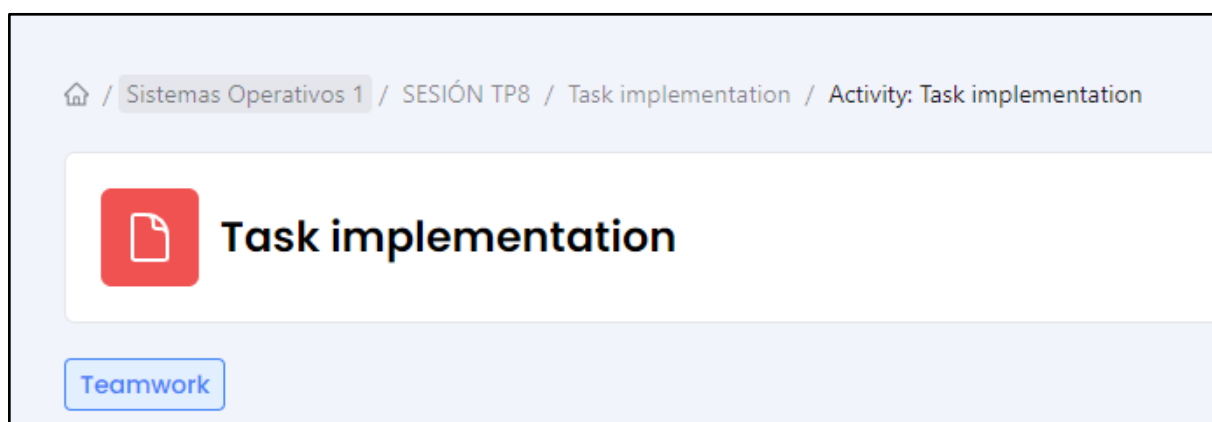 / Sistemas Operativos 1 / SESIÓN TP8 / Task implementation / Activity: Task implementation
Task implementation
Teamwork